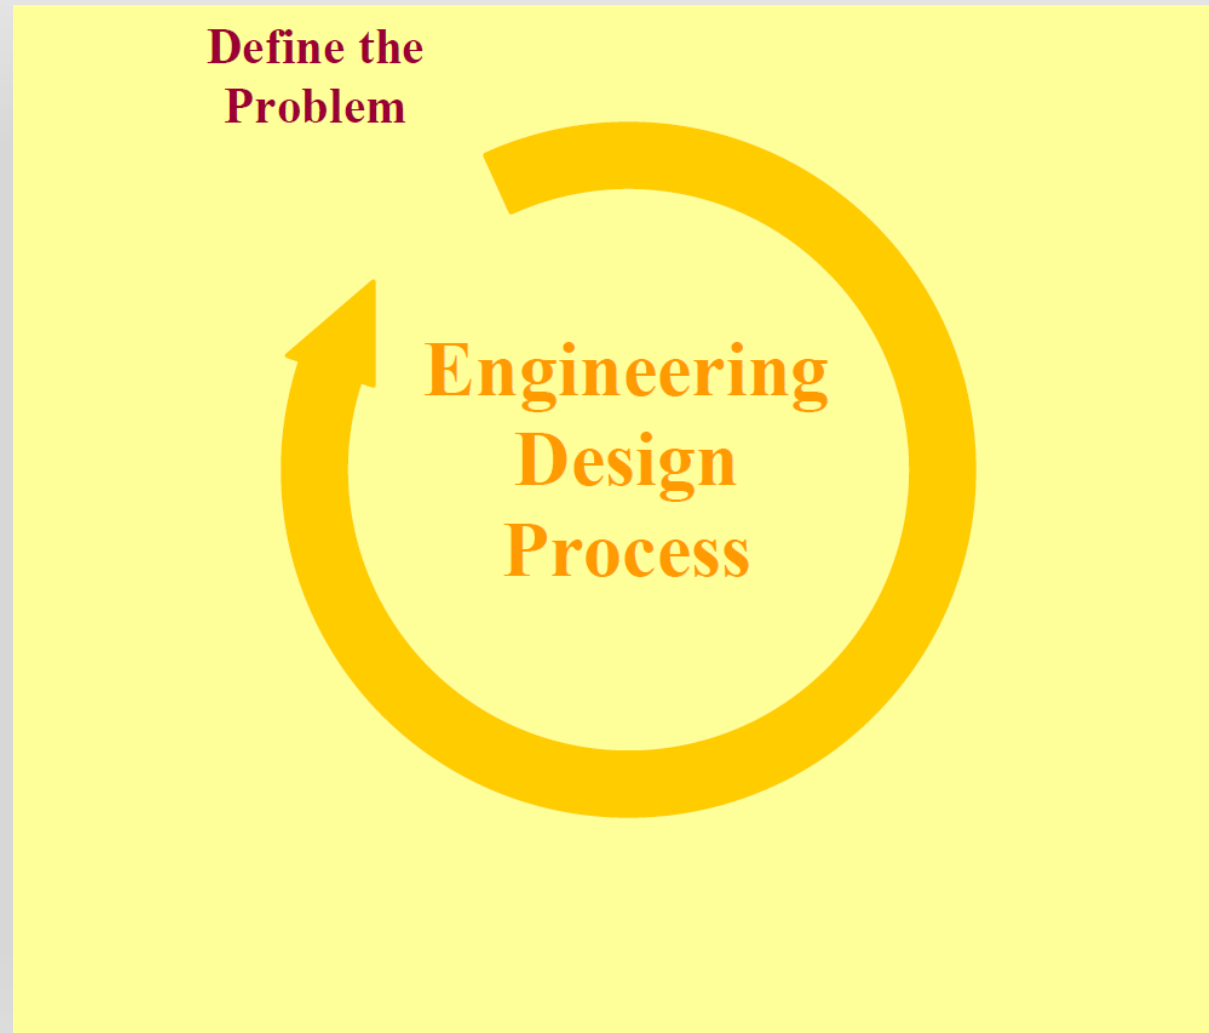 Define the
Problem
Engineering
Design
Process